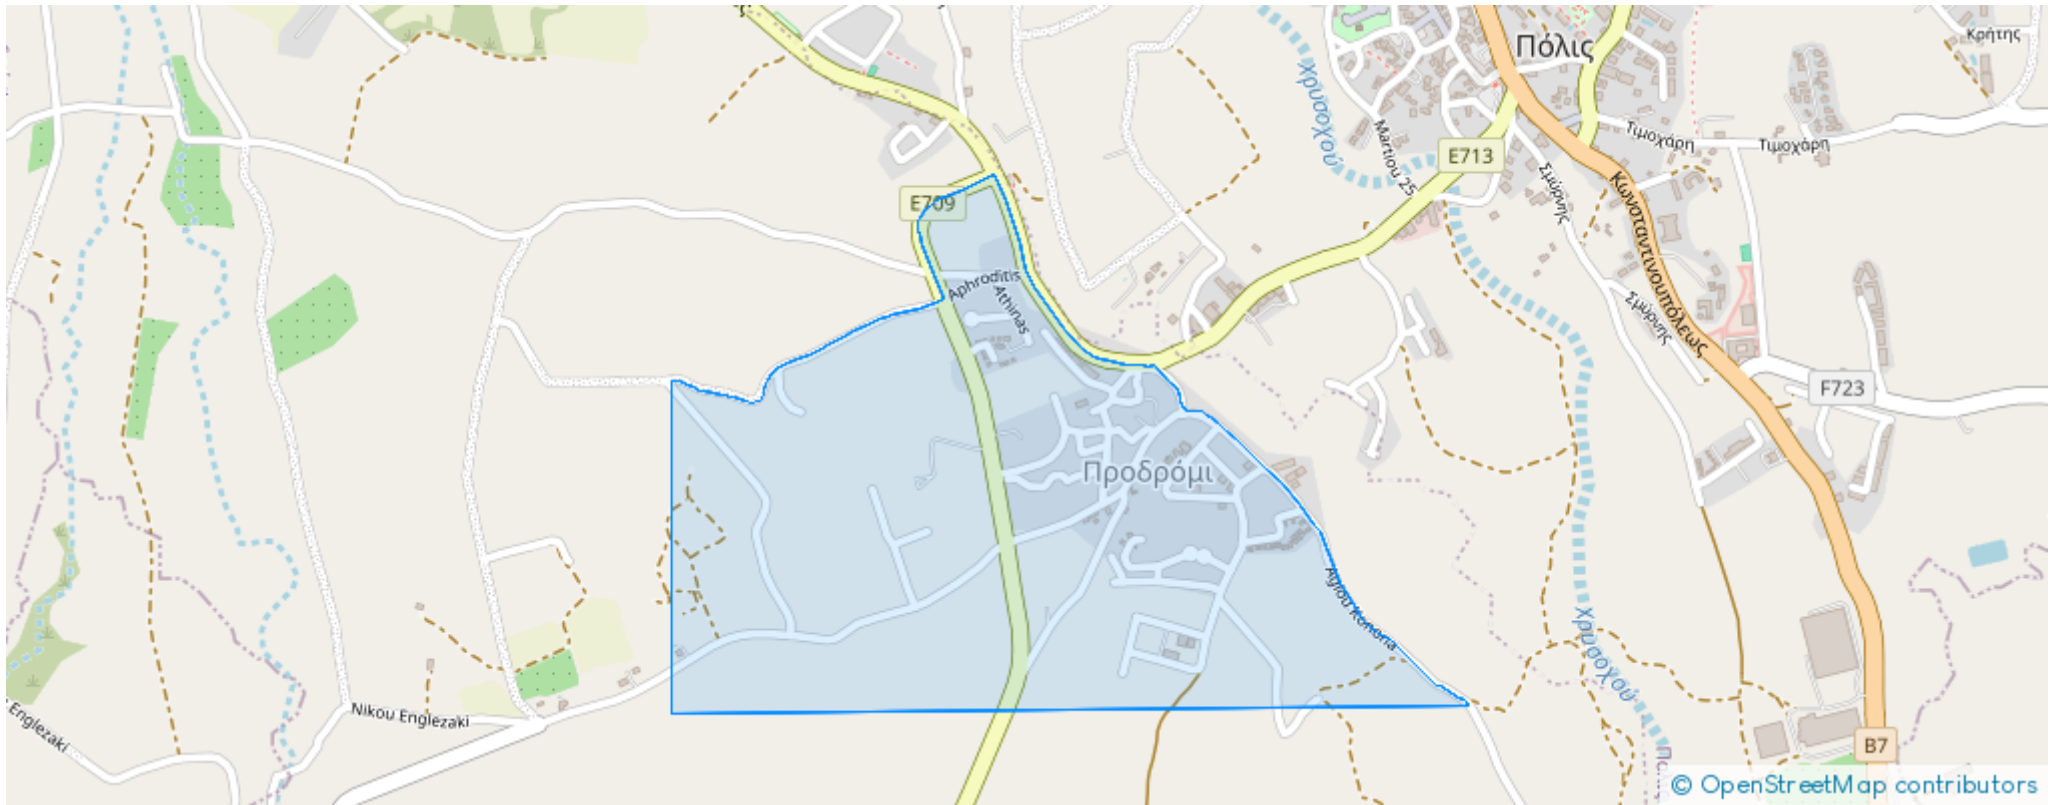 Πόλις
Κρήτης
Χρυσοχού
Martiou 25
E713
Τιμοχάρη
Τιμοχάρη
Σμύρνης
Κωνσταντινουπόλεως
E709
Aphroditis
Athinas
Σμύρνης
F723
Προδρόμι
Agiou Konona
Χρυσοχού
Englezaki
Nikou Englezaki
B7
© OpenStreetMap contributors